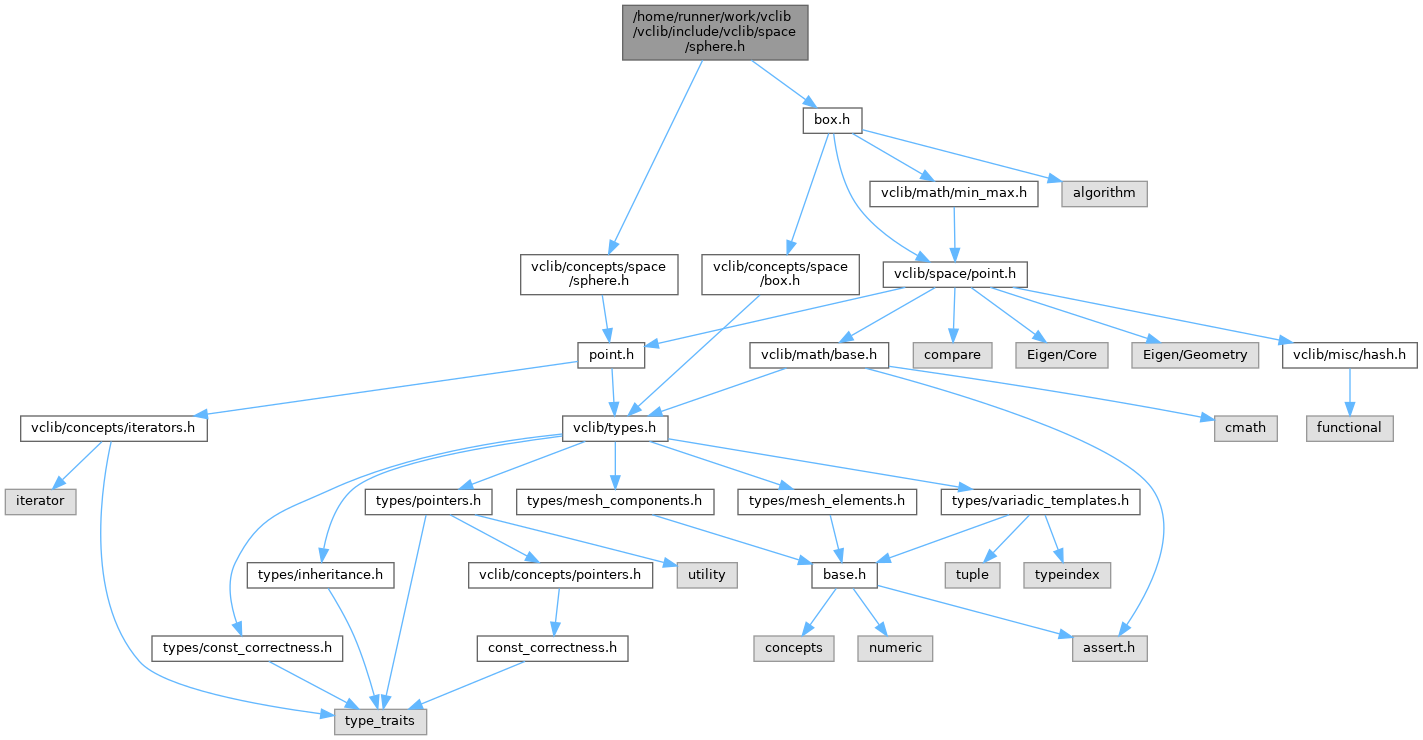 /home/runner/work/vclib
/vclib/include/vclib/space
/sphere.h
box.h
vclib/math/min_max.h
algorithm
vclib/concepts/space
/sphere.h
vclib/concepts/space
/box.h
vclib/space/point.h
point.h
vclib/math/base.h
compare
Eigen/Core
Eigen/Geometry
vclib/misc/hash.h
vclib/concepts/iterators.h
vclib/types.h
cmath
functional
iterator
types/pointers.h
types/mesh_components.h
types/mesh_elements.h
types/variadic_templates.h
types/inheritance.h
vclib/concepts/pointers.h
utility
base.h
tuple
typeindex
types/const_correctness.h
const_correctness.h
concepts
numeric
assert.h
type_traits